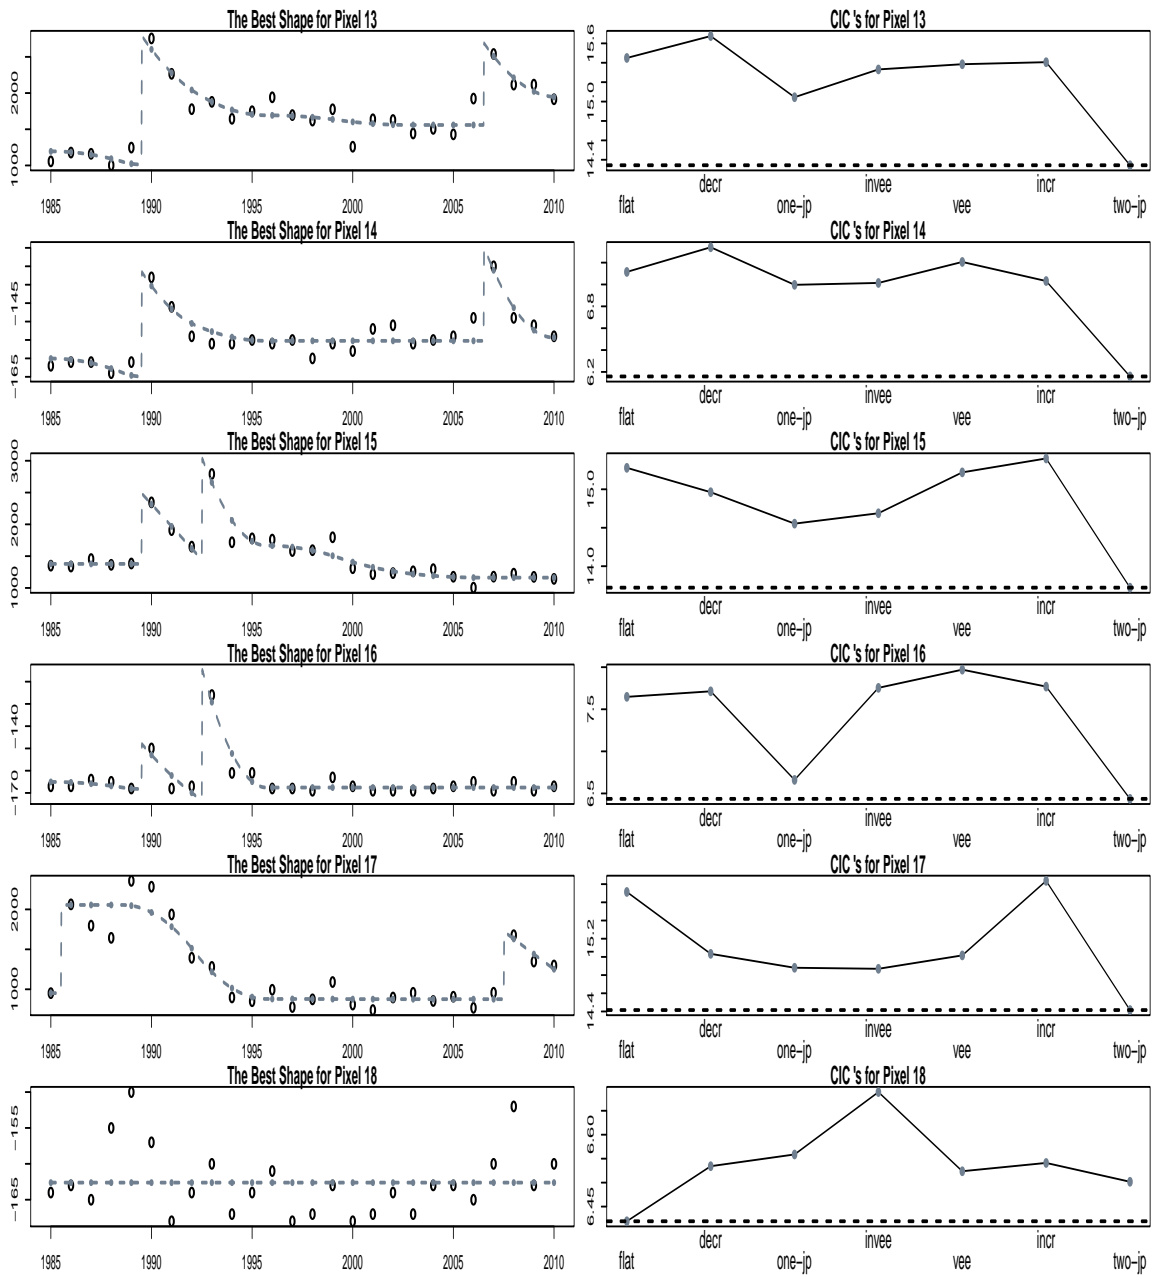 The Best Shape for Pixel 13
CIC 's for Pixel 13
1000 2000
1985 1990 1995 2000 2005 2010
14.4 15.0 15.6
flat decr one−jp invee vee incr two−jp
The Best Shape for Pixel 14
CIC 's for Pixel 14
−165 −145
1985 1990 1995 2000 2005 2010
6.2 6.8
flat decr one−jp invee vee incr two−jp
The Best Shape for Pixel 15
CIC 's for Pixel 15
1000 2000 3000
1985 1990 1995 2000 2005 2010
14.0 15.0
flat decr one−jp invee vee incr two−jp
The Best Shape for Pixel 16
CIC 's for Pixel 16
−170 −140
1985 1990 1995 2000 2005 2010
6.5 7.5
flat decr one−jp invee vee incr two−jp
The Best Shape for Pixel 17
CIC 's for Pixel 17
1000 2000
1985 1990 1995 2000 2005 2010
14.4 15.2
flat decr one−jp invee vee incr two−jp
The Best Shape for Pixel 18
CIC 's for Pixel 18
−165 −155
1985 1990 1995 2000 2005 2010
6.45 6.60
flat decr one−jp invee vee incr two−jp